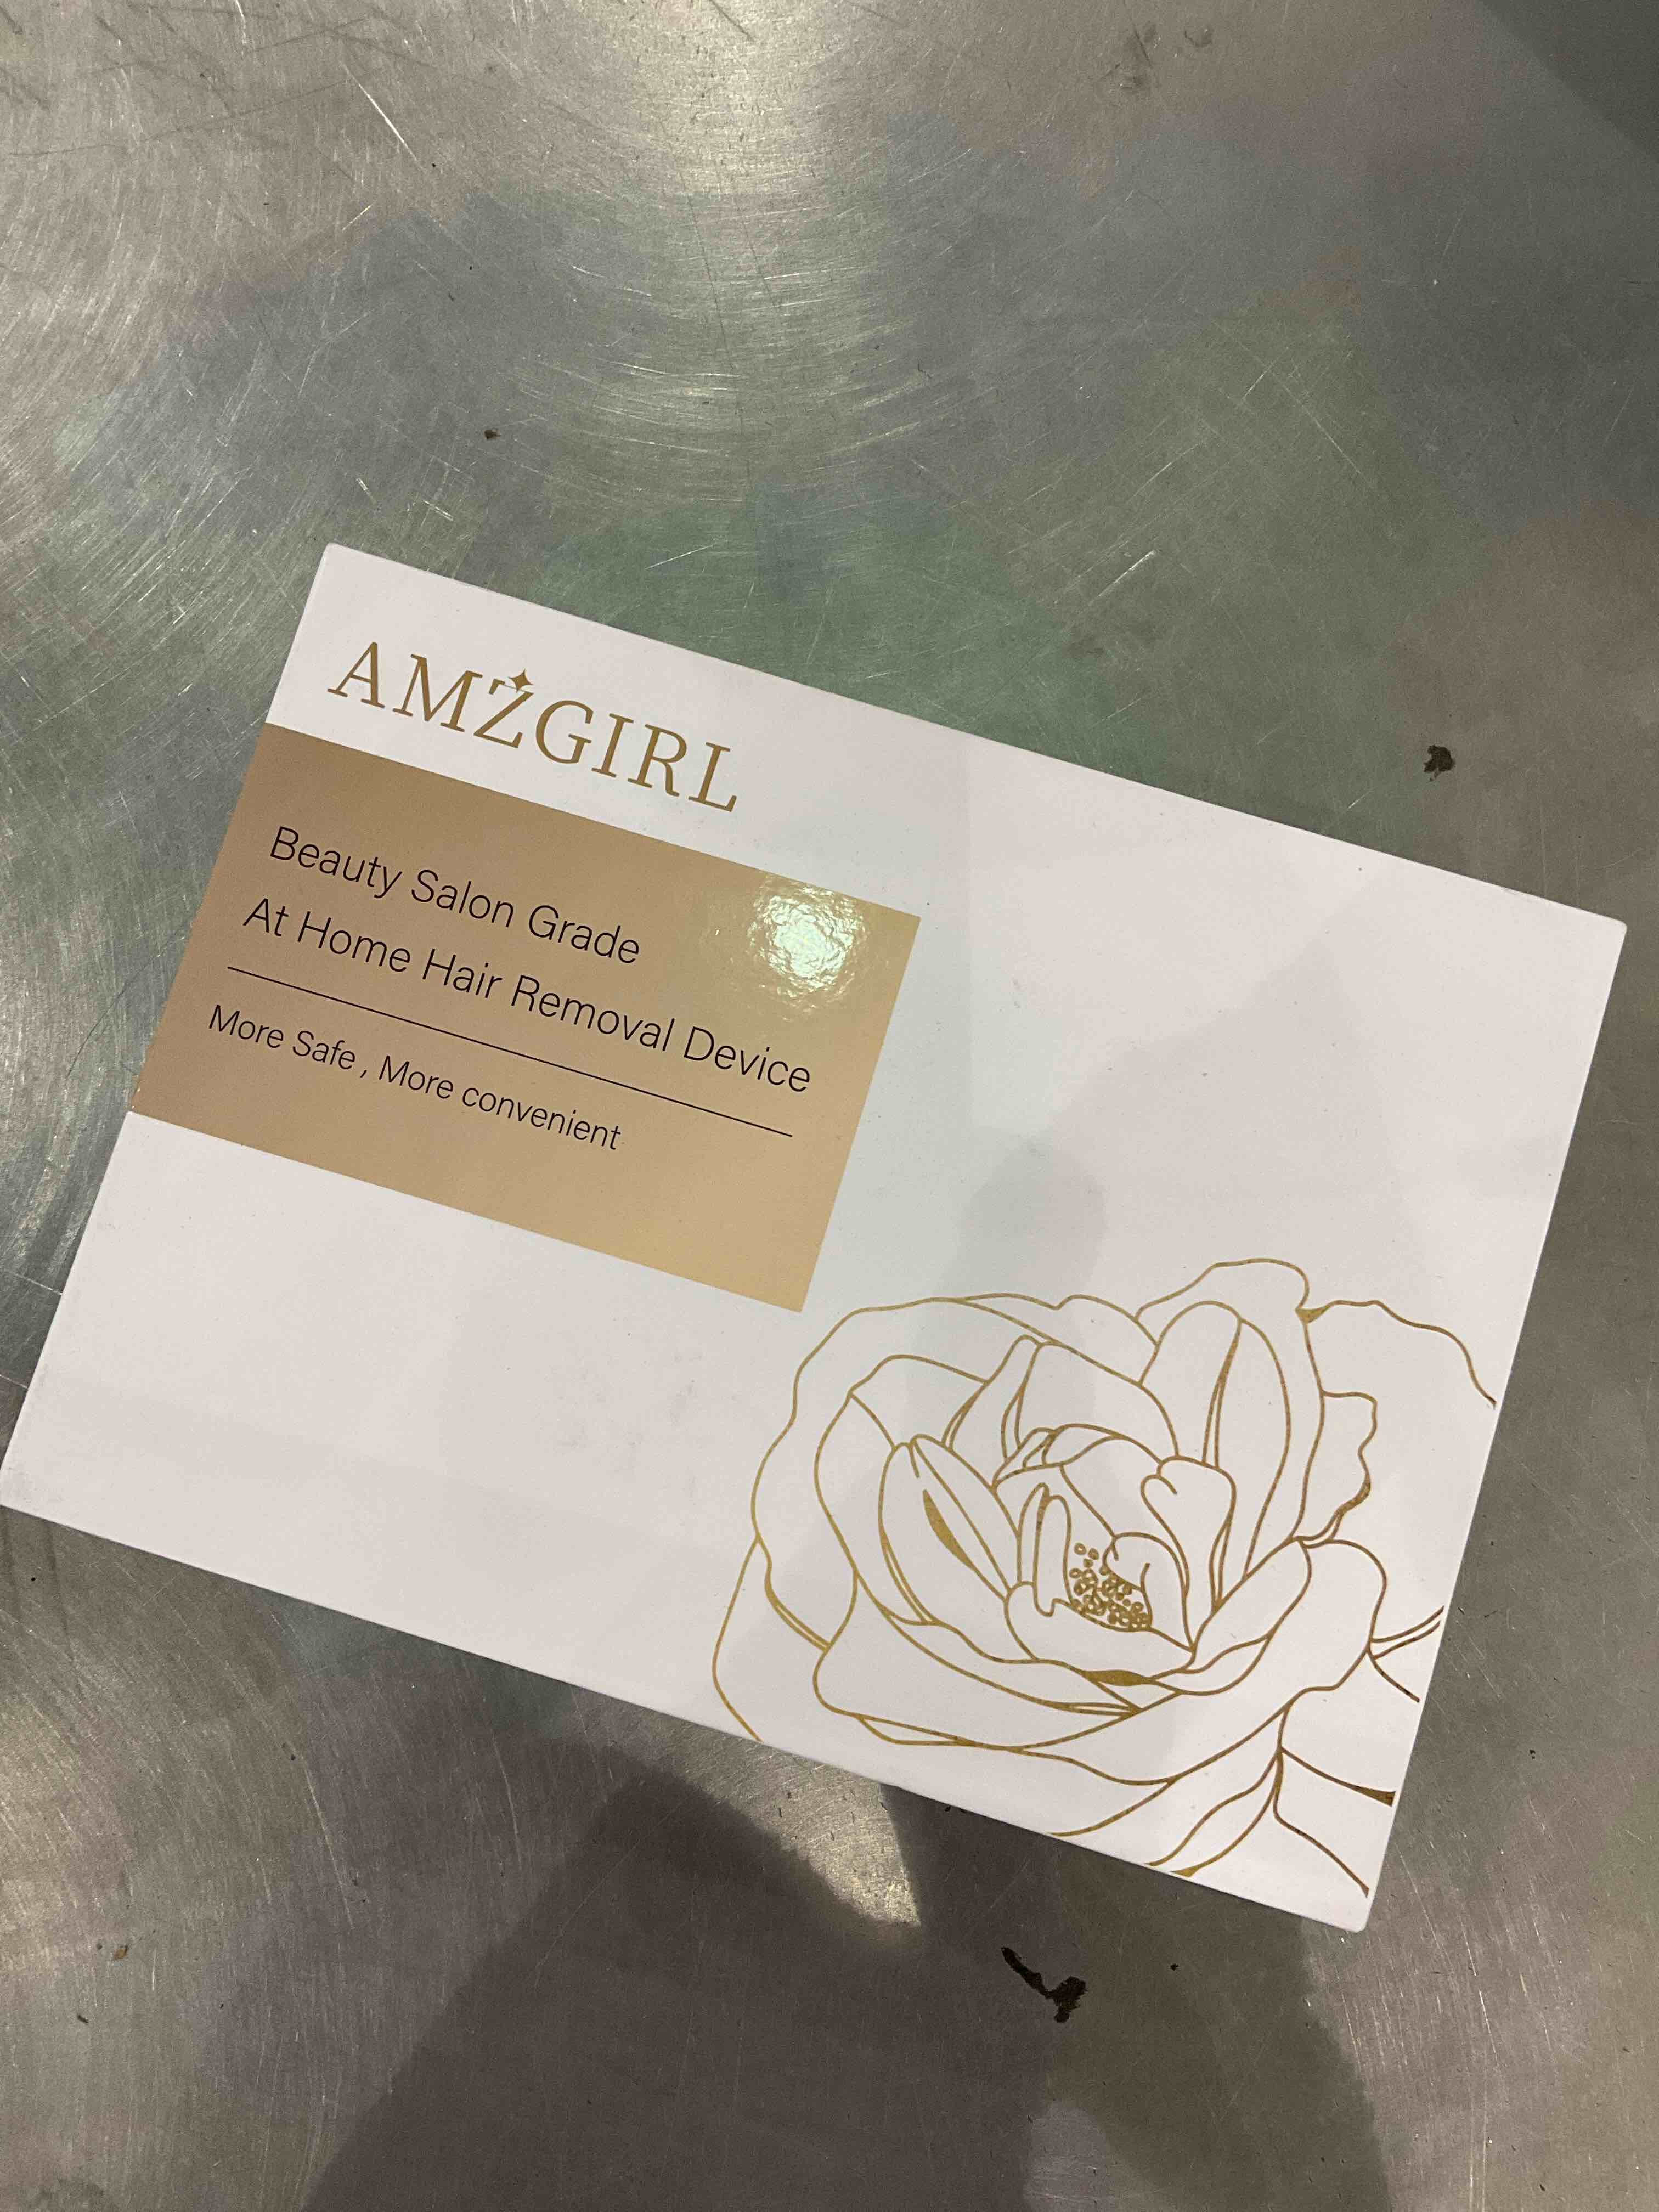 AMZGIRL
Beauty Salon Grade
At Home Hair Removal Device
More Safe , More convenient